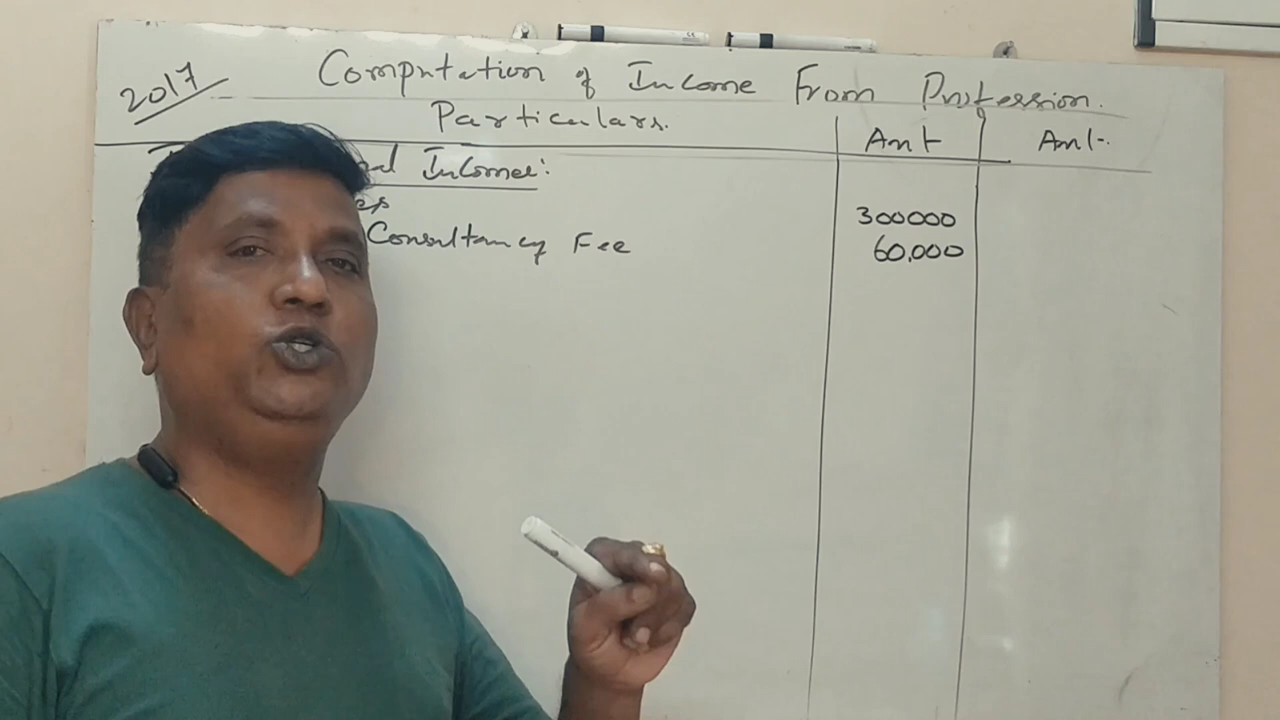 2017
Computation of Income From Profession.
Particulars.
Amt
Amt.
Income:
300000
Consultancy Fee
60,000